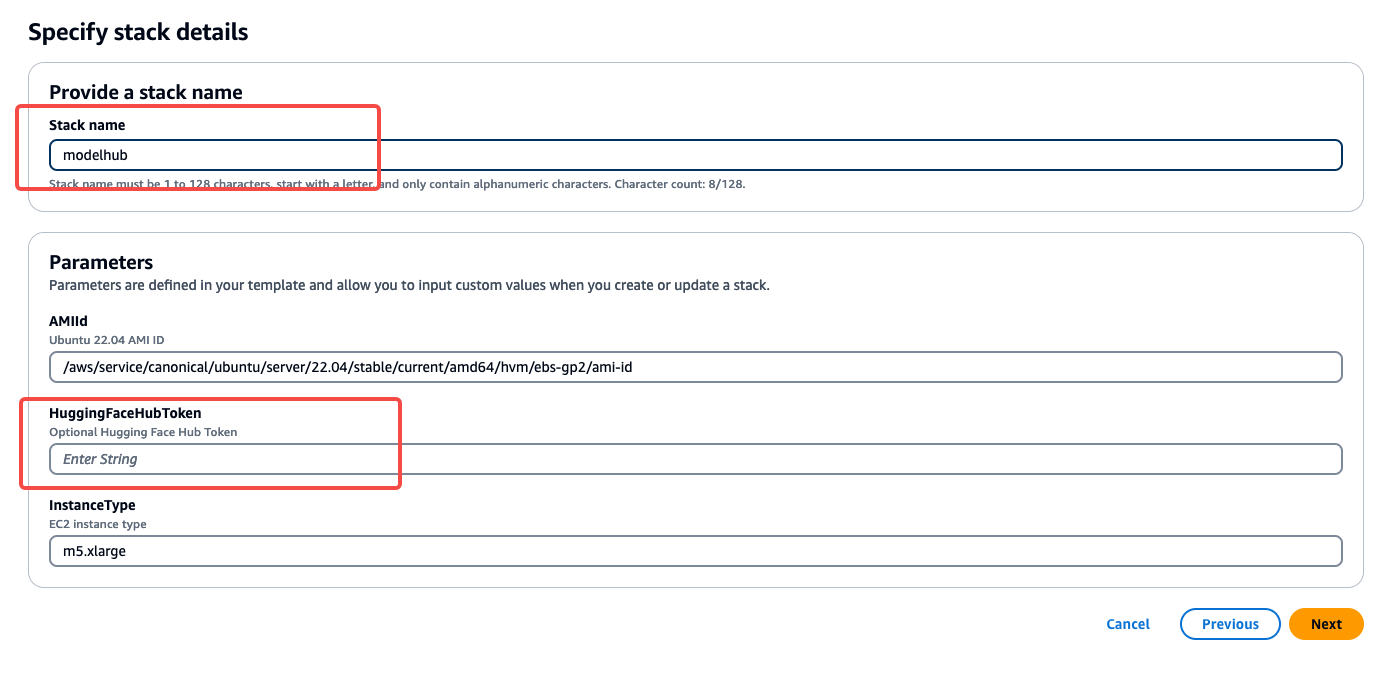 Specify stack details
Provide a stack name
Stack name
modelhub
Stack name must be 1 to 128 characters, start with a letter, and only contain alphanumeric characters. Character count: 8/128.
Parameters
Parameters are defined in your template and allow you to input custom values when you create or update a stack.
AMIId
Ubuntu 22.04 AMI ID
/aws/service/canonical/ubuntu/server/22.04/stable/current/amd64/hvm/ebs-gp2/ami-id
HuggingFaceHubToken
Optional Hugging Face Hub Token
Enter String
InstanceType
EC2 instance type
m5.xlarge
Cancel Previous Next